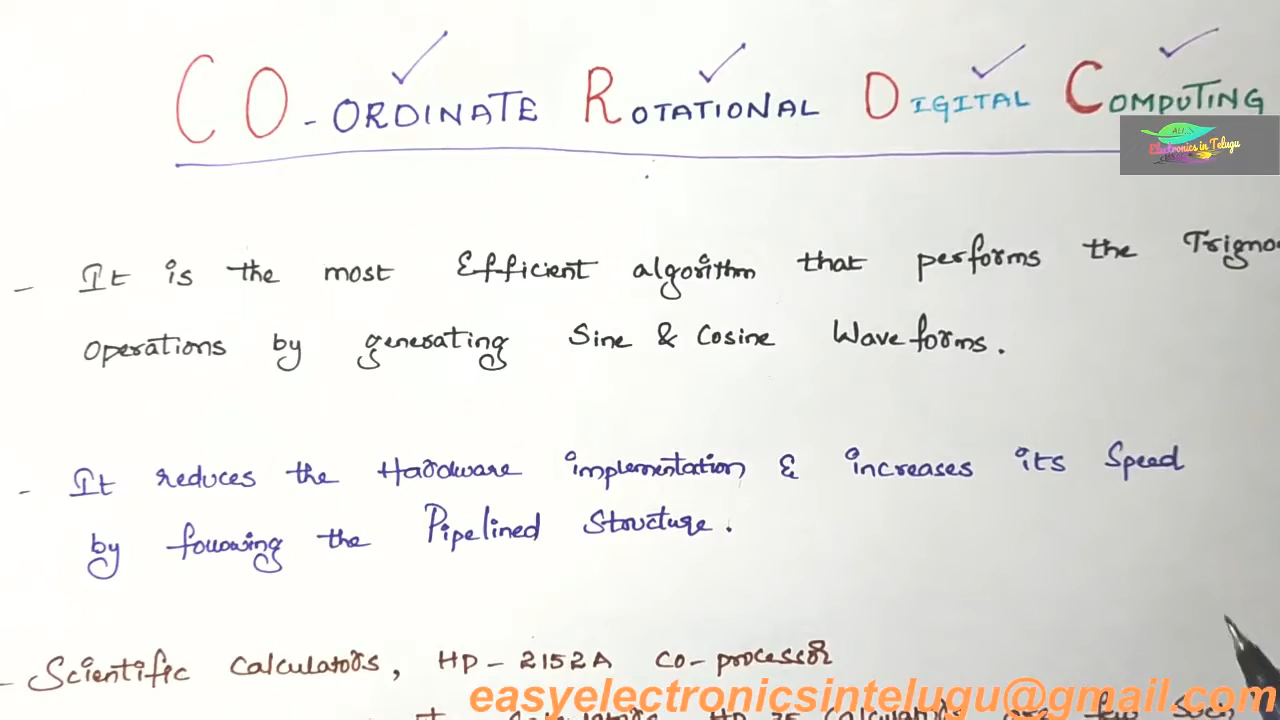 CO-ORDINATE ROTATIONAL DIGITAL COMPUTING
ALL
Electronics in Telugu
- It is the most Efficient algorithm that performs the Trigno
operations by generating Sine & Cosine Waveforms.
- It reduces the Hardware implementation & increases its Speed
by following the Pipelined Structure.
- Scientific calculators, HP-2152A co-processor
easyelectronicsintelugu@gmail.com